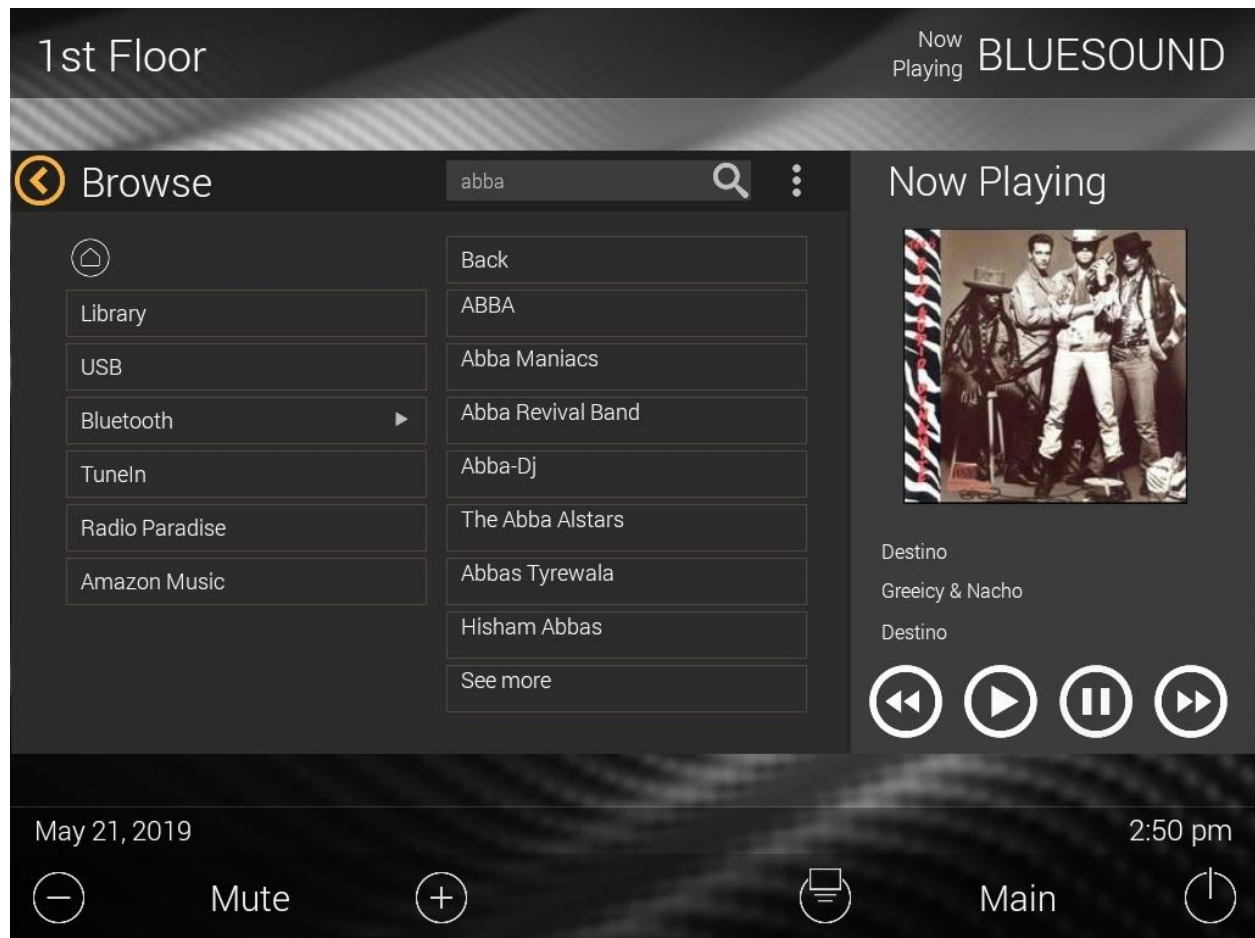 1st Floor
Now
Playing
BLUESOUND
Browse
abba
Now Playing
Library
USB
Bluetooth
TuneIn
Radio Paradise
Amazon Music
Back
ABBA
Abba Maniacs
Abba Revival Band
Abba-Dj
The Abba Alstars
Abbas Tyrewala
Hisham Abbas
See more
Destino
Greeicy & Nacho
Destino
May 21, 2019
2:50 pm
Mute
Main